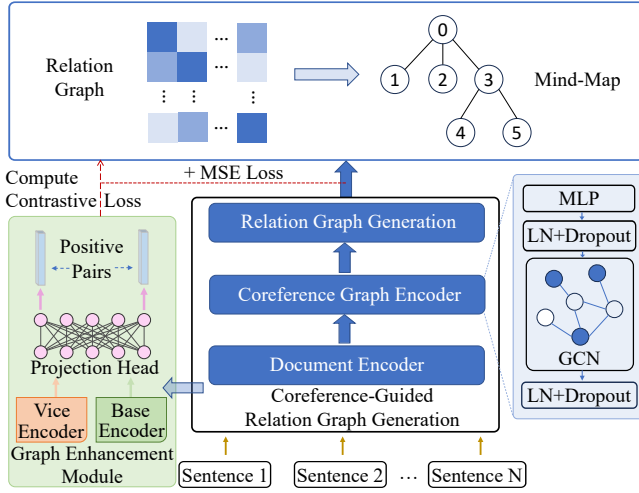 Relation
Graph
...
...
⋮ ⋮ ⋮
...
0
1
2
3
4
5
Mind-Map
Compute
Contrastive Loss
+ MSE Loss
Positive
Pairs
Projection Head
Vice
Encoder
Base
Encoder
Graph Enhancement
Module
Relation Graph Generation
Coreference Graph Encoder
Document Encoder
Coreference-Guided
Relation Graph Generation
Sentence 1
Sentence 2
...
Sentence N
MLP
LN+Dropout
GCN
LN+Dropout